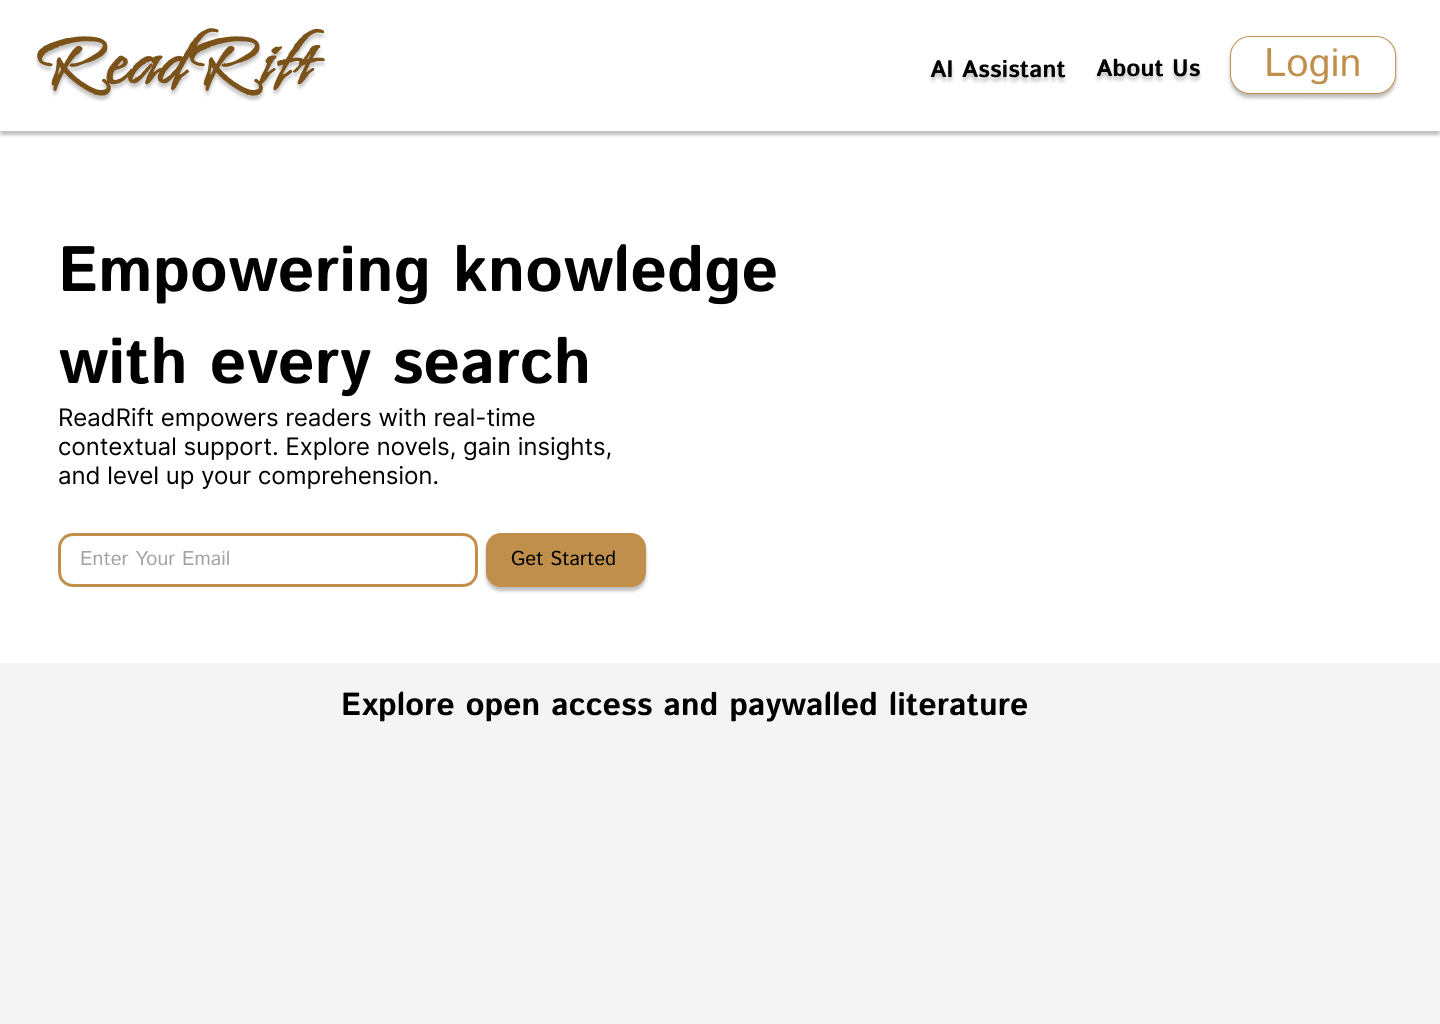 ReadRift
AI Assistant
About Us
Login
Empowering knowledge
with every search
ReadRift empowers readers with real-time
contextual support. Explore novels, gain insights,
and level up your comprehension.
Enter Your Email
Get Started
Explore open access and paywalled literature